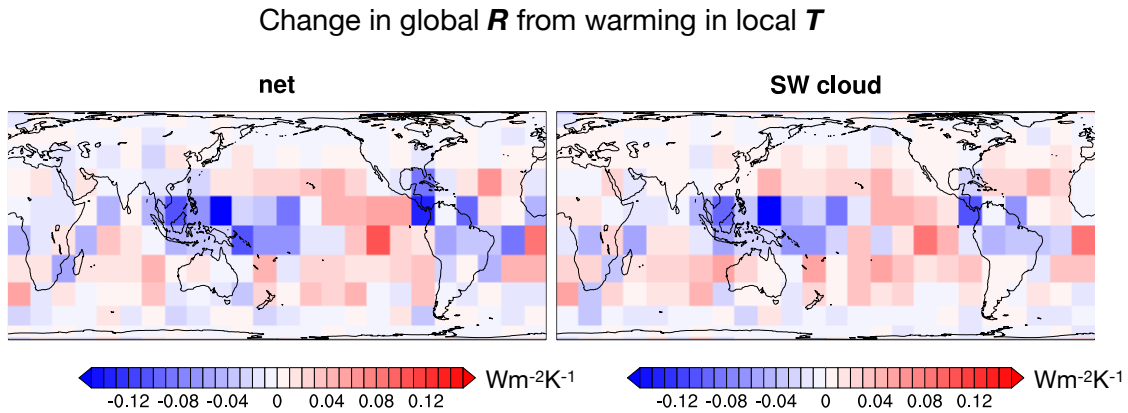 Change in global R from warming in local T
net
SW cloud
-0.12 -0.08 -0.04 0 0.04 0.08 0.12 Wm-2K-1
-0.12 -0.08 -0.04 0 0.04 0.08 0.12 Wm-2K-1